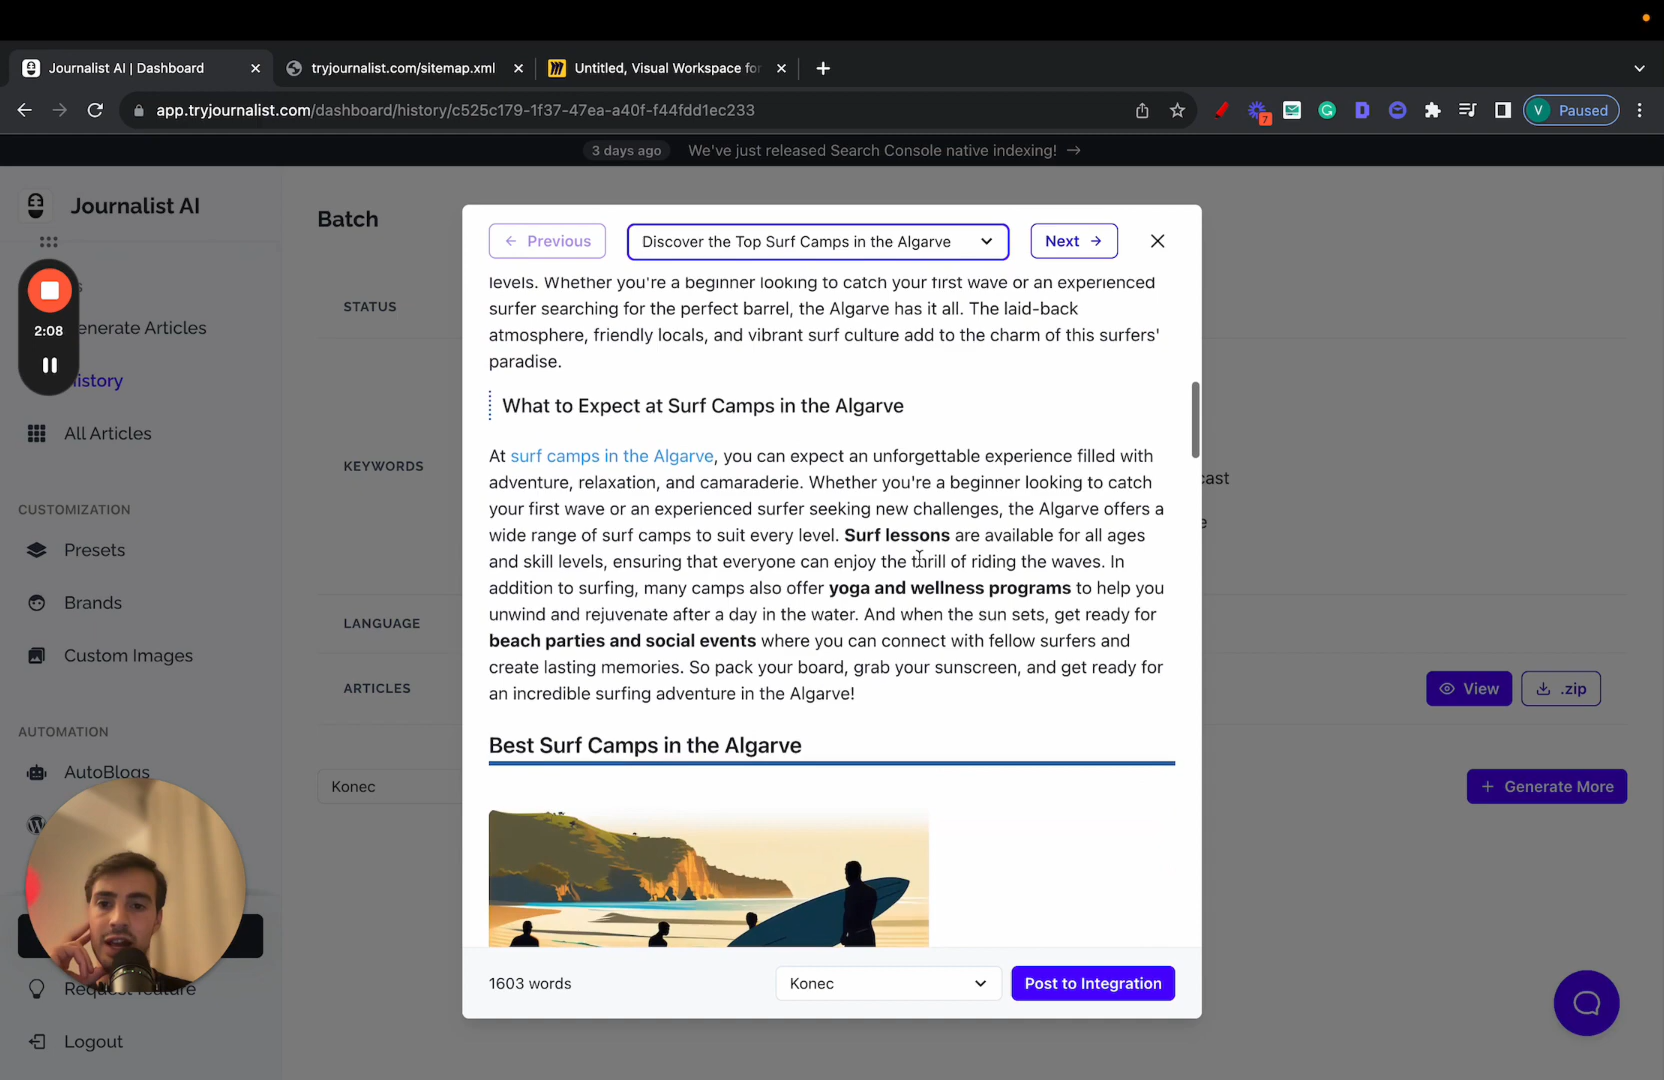 Journalist AI | Dashboard
tryjournalist.com/sitemap.xml
Untitled, Visual Workspace for
app.tryjournalist.com/dashboard/history/c525c179-1f37-47ea-a40f-f44fdd1ec233
7
V Paused
3 days ago We've just released Search Console native indexing! →
Journalist AI
Batch
← Previous
Discover the Top Surf Camps in the Algarve
Next →
2:08
enerate Articles
istory
All Articles
CUSTOMIZATION
Presets
Brands
Custom Images
AUTOMATION
AutoBlogs
Request feature
Logout
STATUS
KEYWORDS
cast
e
LANGUAGE
ARTICLES
View
.zip
Konec
+ Generate More
levels. Whether you're a beginner looking to catch your first wave or an experienced
surfer searching for the perfect barrel, the Algarve has it all. The laid-back
atmosphere, friendly locals, and vibrant surf culture add to the charm of this surfers'
paradise.
What to Expect at Surf Camps in the Algarve
At surf camps in the Algarve, you can expect an unforgettable experience filled with
adventure, relaxation, and camaraderie. Whether you're a beginner looking to catch
your first wave or an experienced surfer seeking new challenges, the Algarve offers a
wide range of surf camps to suit every level. Surf lessons are available for all ages
and skill levels, ensuring that everyone can enjoy the thrill of riding the waves. In
addition to surfing, many camps also offer yoga and wellness programs to help you
unwind and rejuvenate after a day in the water. And when the sun sets, get ready for
beach parties and social events where you can connect with fellow surfers and
create lasting memories. So pack your board, grab your sunscreen, and get ready for
an incredible surfing adventure in the Algarve!
Best Surf Camps in the Algarve
1603 words
Konec
Post to Integration